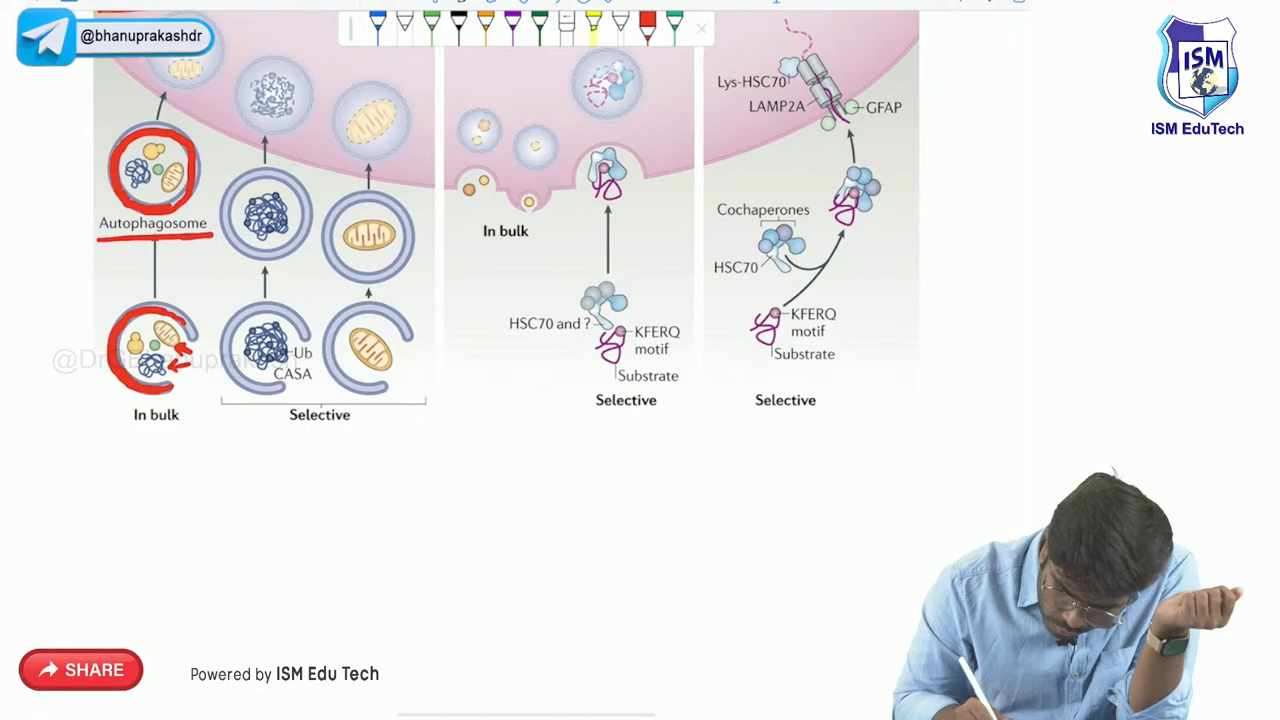 @bhanuprakashdr
ISM
ISM EduTech
Autophagosome
In bulk
Ub
CASA
Selective
In bulk
HSC70 and ?
KFERQ
motif
Substrate
Selective
Lys-HSC70
LAMP2A
GFAP
Cochaperones
HSC70
KFERQ
motif
Substrate
Selective
SHARE
Powered by ISM Edu Tech